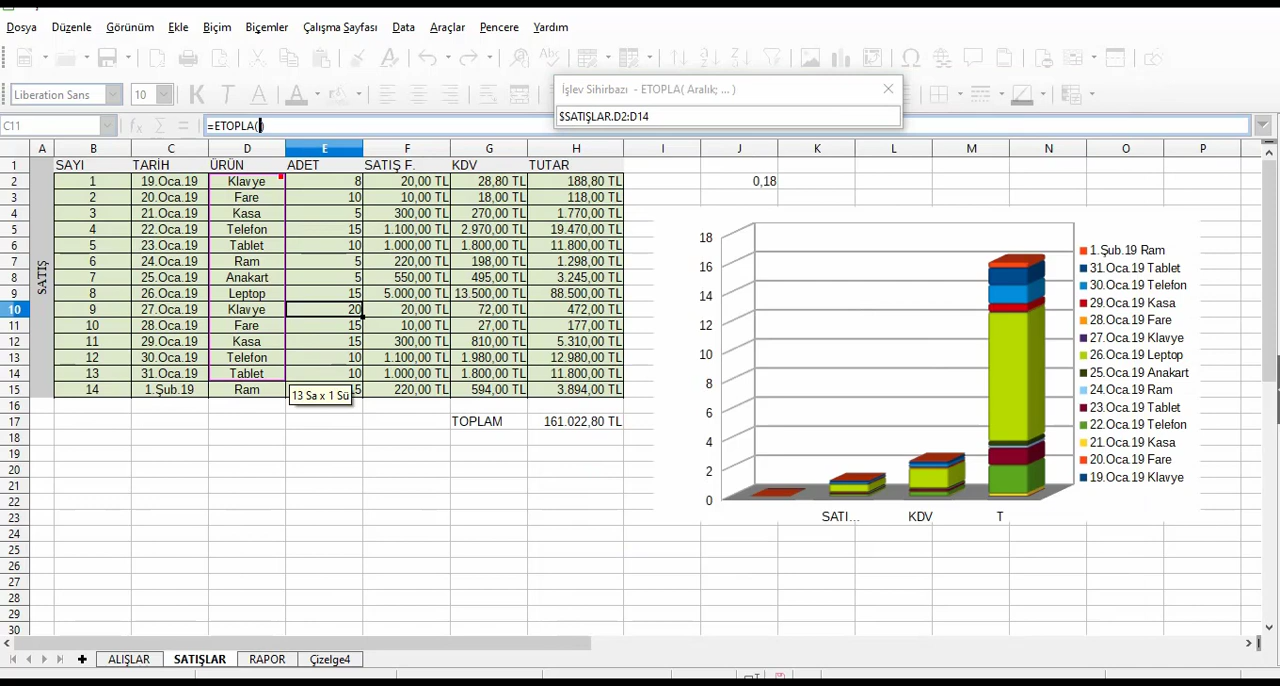 Dosya Düzenle Görünüm Ekle Biçim Biçemler Çalışma Sayfası Data Araçlar Pencere Yardım
Liberation Sans 10
İşlev Sihirbazı - ETOPLA( Aralık; ... )
$SATIŞLAR.D2:D14
C11 =ETOPLA()
A B C D E F G H I J K L M N O P
1 SAYI TARİH ÜRÜN ADET SATIŞ F. KDV TUTAR
2 1 19.Oca.19 Klavye 8 20,00 TL 28,80 TL 188,80 TL 0,18
3 2 20.Oca.19 Fare 10 10,00 TL 18,00 TL 118,00 TL
4 3 21.Oca.19 Kasa 5 300,00 TL 270,00 TL 1.770,00 TL
5 4 22.Oca.19 Telefon 15 1.100,00 TL 2.970,00 TL 19.470,00 TL
6 5 23.Oca.19 Tablet 10 1.000,00 TL 1.800,00 TL 11.800,00 TL
7 6 24.Oca.19 Ram 5 220,00 TL 198,00 TL 1.298,00 TL
8 7 25.Oca.19 Anakart 5 550,00 TL 495,00 TL 3.245,00 TL
9 8 26.Oca.19 Leptop 15 5.000,00 TL 13.500,00 TL 88.500,00 TL
10 9 27.Oca.19 Klavye 20 20,00 TL 72,00 TL 472,00 TL
11 10 28.Oca.19 Fare 15 10,00 TL 27,00 TL 177,00 TL
12 11 29.Oca.19 Kasa 15 300,00 TL 810,00 TL 5.310,00 TL
13 12 30.Oca.19 Telefon 10 1.100,00 TL 1.980,00 TL 12.980,00 TL
14 13 31.Oca.19 Tablet 10 1.000,00 TL 1.800,00 TL 11.800,00 TL
15 14 1.Şub.19 Ram 5 220,00 TL 594,00 TL 3.894,00 TL
SATIŞ
13 Sa x 1 Sü
16
17 TOPLAM 161.022,80 TL
18
19
20
21
22
23
24
25
26
27
28
29
30
18
16
14
12
10
8
6
4
2
0
SATI... KDV T
1.Şub.19 Ram
31.Oca.19 Tablet
30.Oca.19 Telefon
29.Oca.19 Kasa
28.Oca.19 Fare
27.Oca.19 Klavye
26.Oca.19 Leptop
25.Oca.19 Anakart
24.Oca.19 Ram
23.Oca.19 Tablet
22.Oca.19 Telefon
21.Oca.19 Kasa
20.Oca.19 Fare
19.Oca.19 Klavye
ALIŞLAR SATIŞLAR RAPOR Çizelge4